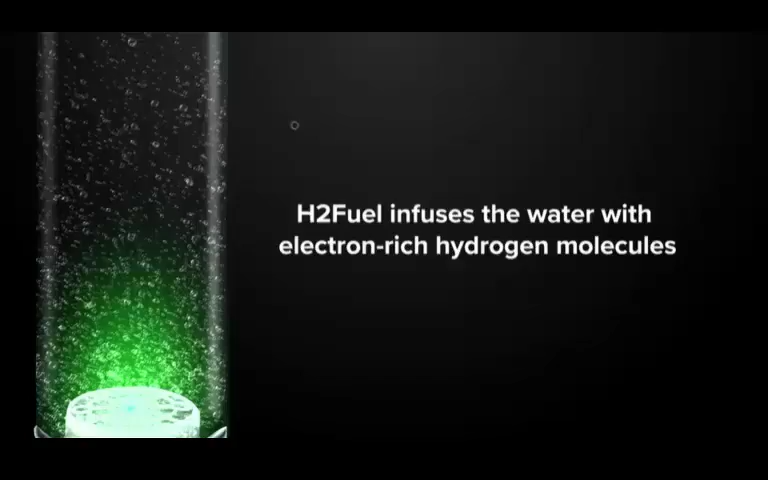 H2Fuel infuses the water with
electron-rich hydrogen molecules